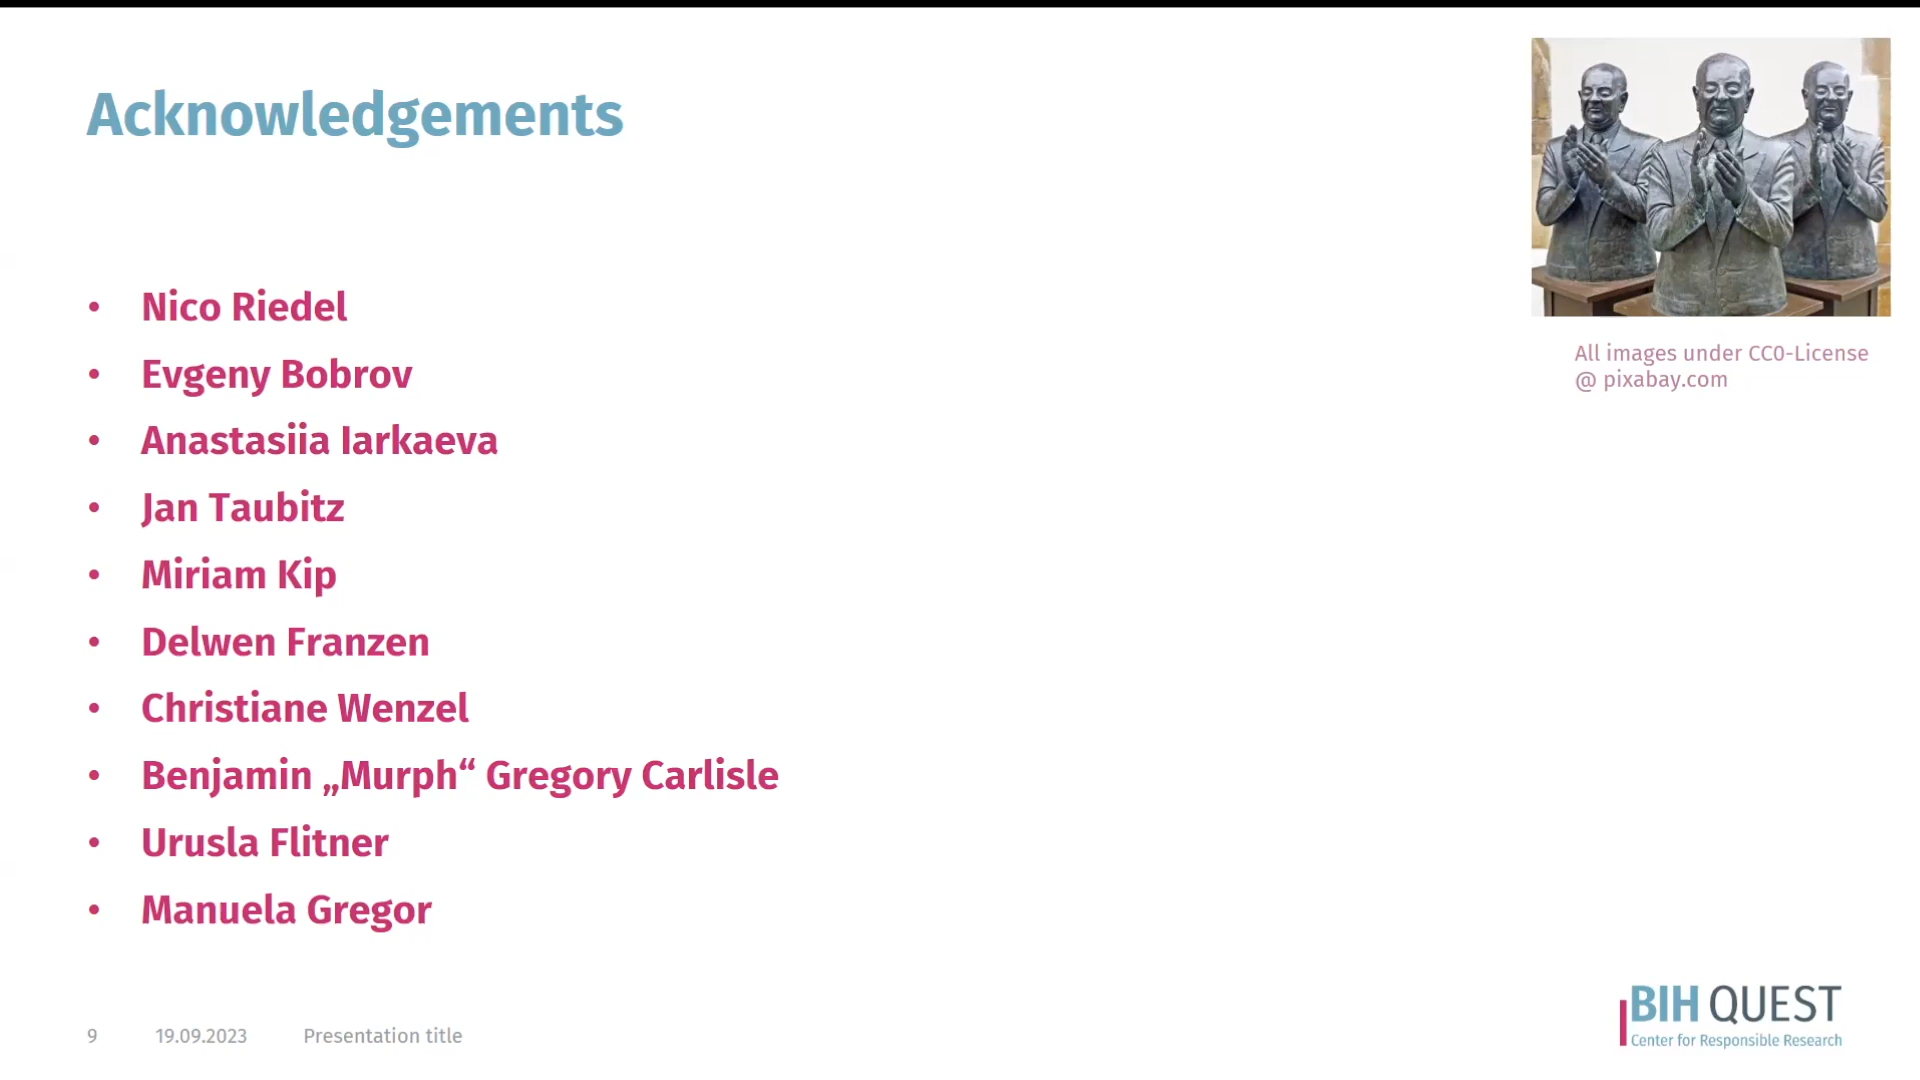 Acknowledgements
All images under CC0-License
@ pixabay.com
• Nico Riedel
• Evgeny Bobrov
• Anastasiia Iarkaeva
• Jan Taubitz
• Miriam Kip
• Delwen Franzen
• Christiane Wenzel
• Benjamin „Murph“ Gregory Carlisle
• Urusla Flitner
• Manuela Gregor
9 19.09.2023 Presentation title
BIH QUEST
Center for Responsible Research